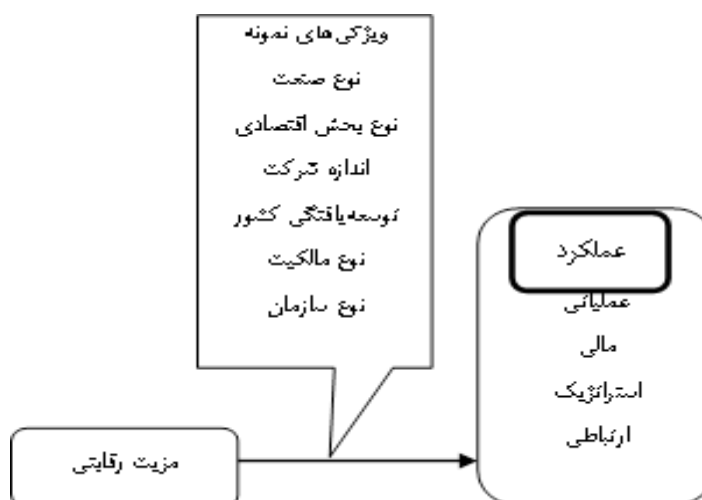 ویژگی‌های نمونه
نوع صنعت
نوع بخش اقتصادی
اندازه شرکت
توسعه‌یافتگی کشور
نوع مالکیت
نوع سازمان
عملکرد
عملیاتی
مالی
استراتژیک
ارتباطی
مزیت رقابتی